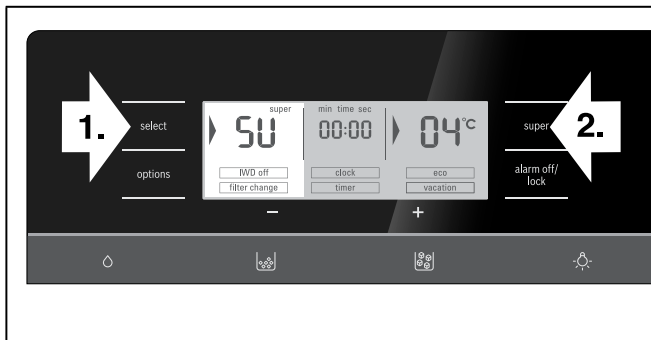 1.
select
options
super
SU
IWD off
filter change
min time sec
00:00
clock
timer
04°C
eco
vacation
super
2.
alarm off/
lock
−
+